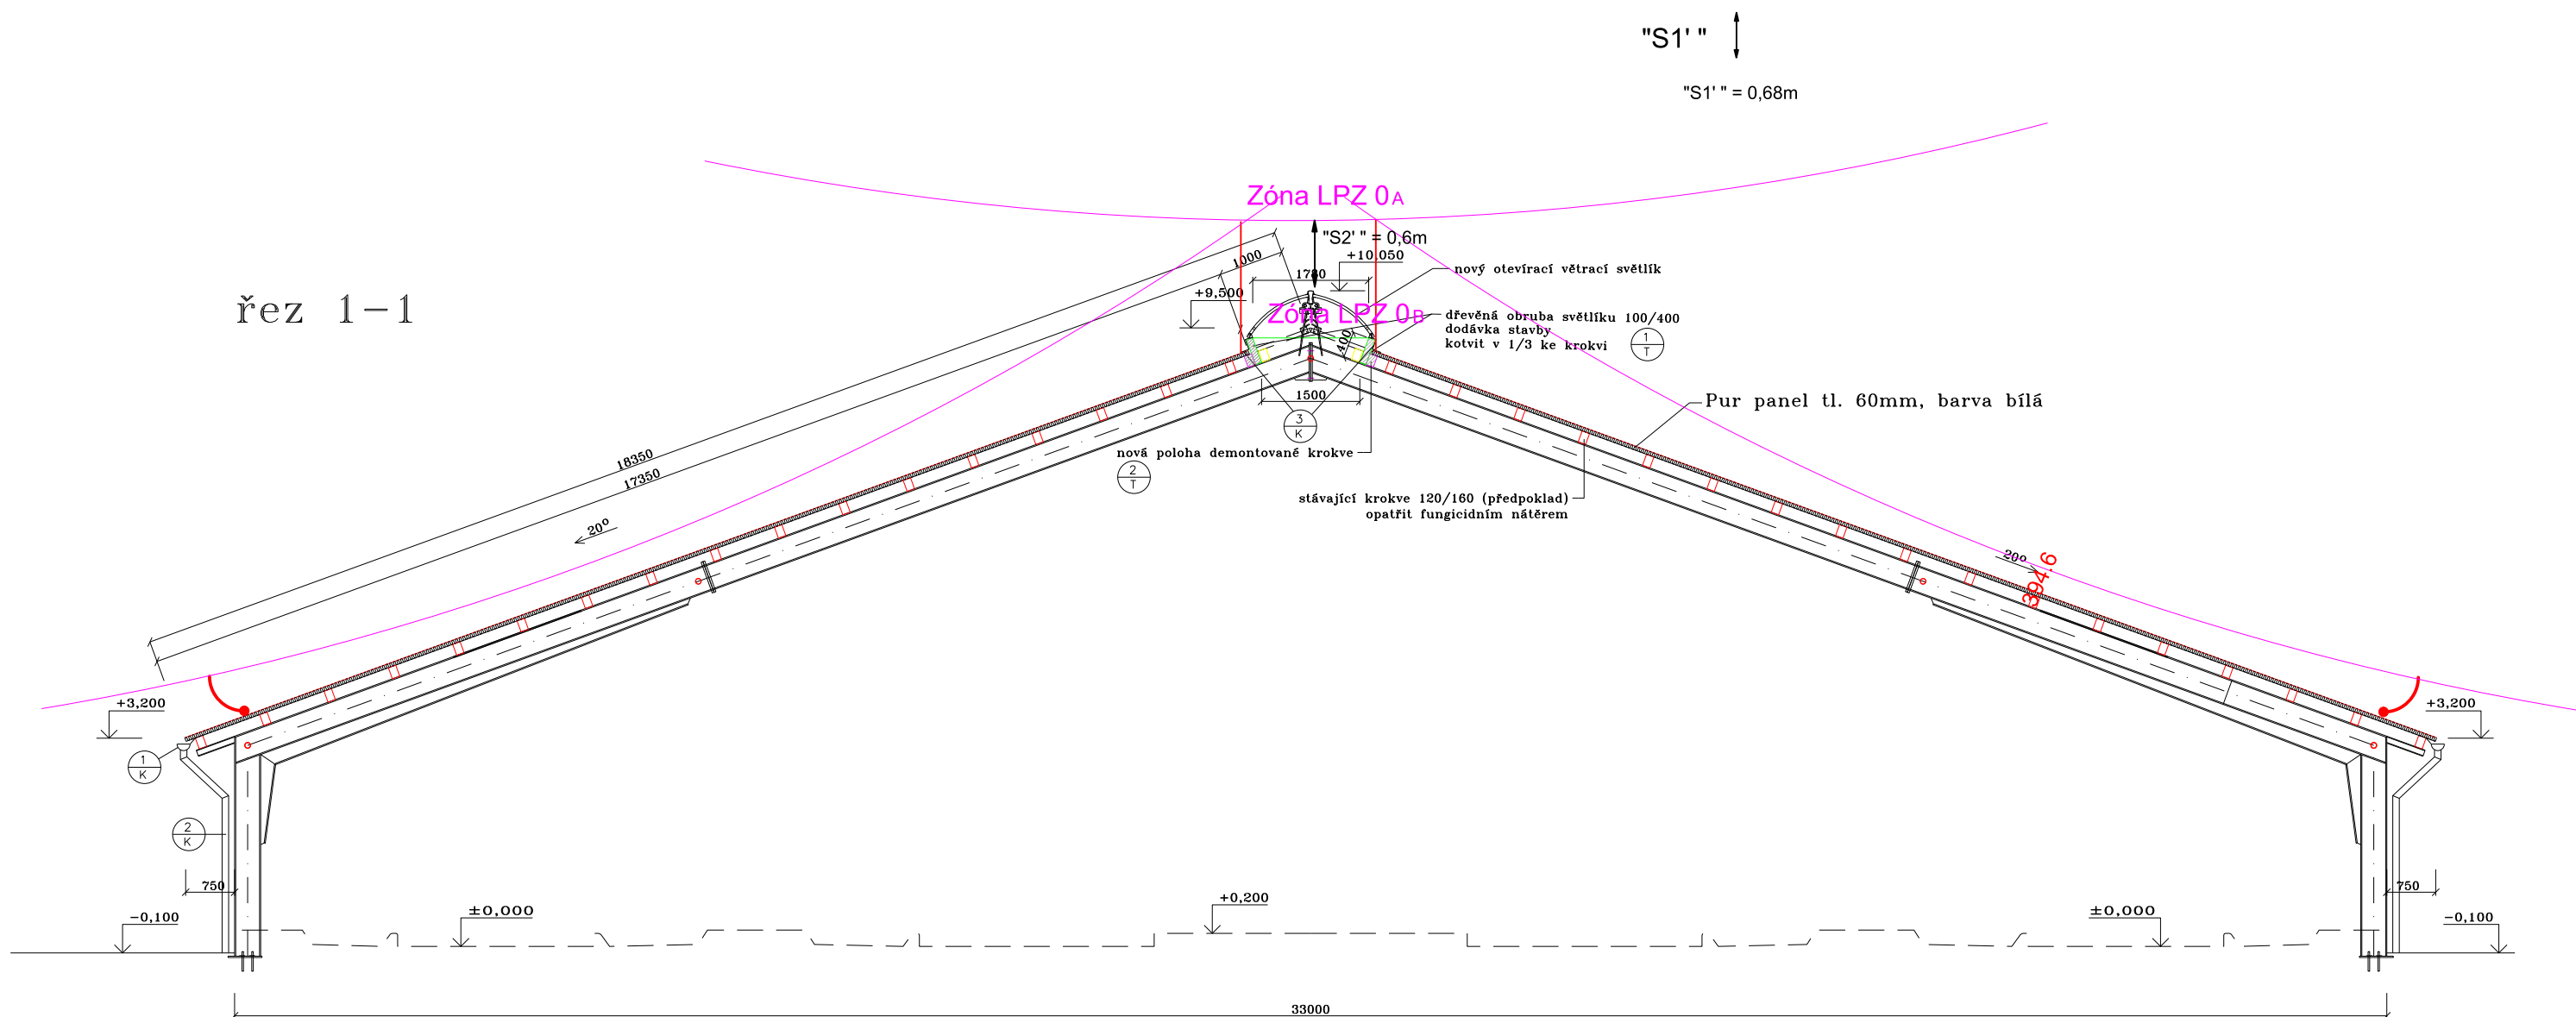 "S1' "
"S1' " = 0,68m
Zóna LPZ 0A
"S2' " = 0,6m
+10,050
1000
1780
nový otevírací větrací světlík
+9,500
řez 1-1
Zóna LPZ 0B
dřevěná obruba světlíku 100/400
dodávka stavby
kotvit v 1/3 ke krokvi
1
T
400
1500
Pur panel tl. 60mm, barva bílá
3
K
nová poloha demontované krokve
2
T
18350
17350
stávající krokve 120/160 (předpoklad)
opatřit fungicidním nátěrem
20°
20°
394.6
+3,200
+3,200
1
K
2
K
750
750
-0,100
±0,000
+0,200
±0,000
-0,100
33000